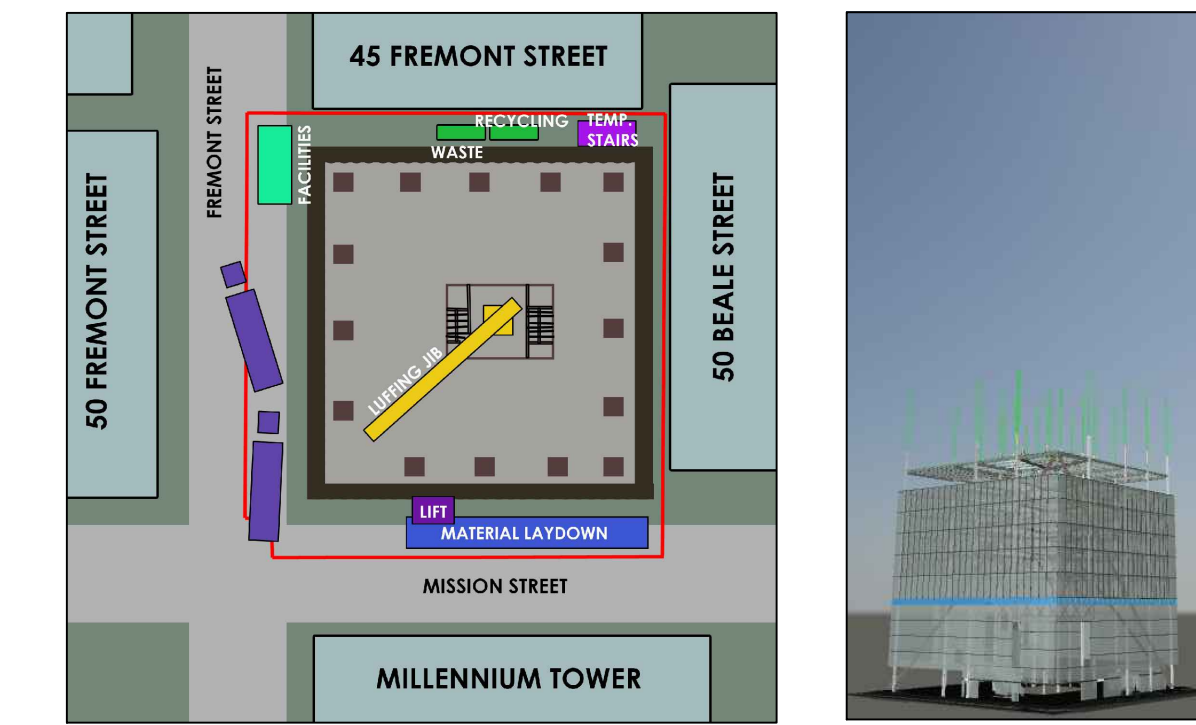 45 FREMONT STREET
FREMONT STREET
RECYCLING
TEMP.
STAIRS
WASTE
FACILITIES
50 FREMONT STREET
50 BEALE STREET
LUFFING JIB
LIFT
MATERIAL LAYDOWN
MISSION STREET
MILLENNIUM TOWER